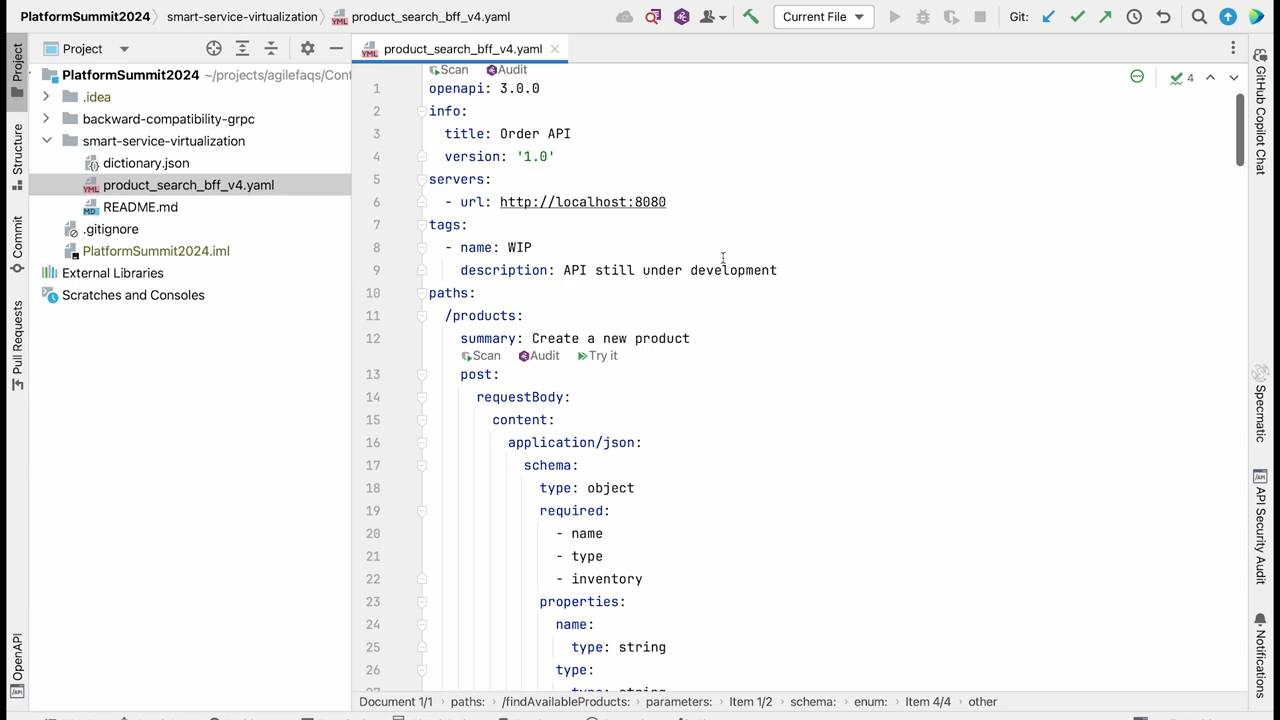 PlatformSummit2024 smart-service-virtualization product_search_bff_v4.yaml Current File Git:
Project
product_search_bff_v4.yaml
PlatformSummit2024 ~/projects/agilefaqs/Cont
.idea
backward-compatibility-grpc
smart-service-virtualization
dictionary.json
product_search_bff_v4.yaml
README.md
.gitignore
PlatformSummit2024.iml
External Libraries
Scratches and Consoles
Project
Structure
Commit
Pull Requests
OpenAPI
Scan Audit
4
1 openapi: 3.0.0
2 info:
3 title: Order API
4 version: '1.0'
5 servers:
6 - url: http://localhost:8080
7 tags:
8 - name: WIP
9 description: API still under development
10 paths:
11 /products:
12 summary: Create a new product
Scan Audit Try it
13 post:
14 requestBody:
15 content:
16 application/json:
17 schema:
18 type: object
19 required:
20 - name
21 - type
22 - inventory
23 properties:
24 name:
25 type: string
26 type:
27 type: string
Document 1/1 paths: /findAvailableProducts: parameters: Item 1/2 schema: enum: Item 4/4 other
GitHub Copilot Chat
Specmatic
API Security Audit
Notifications